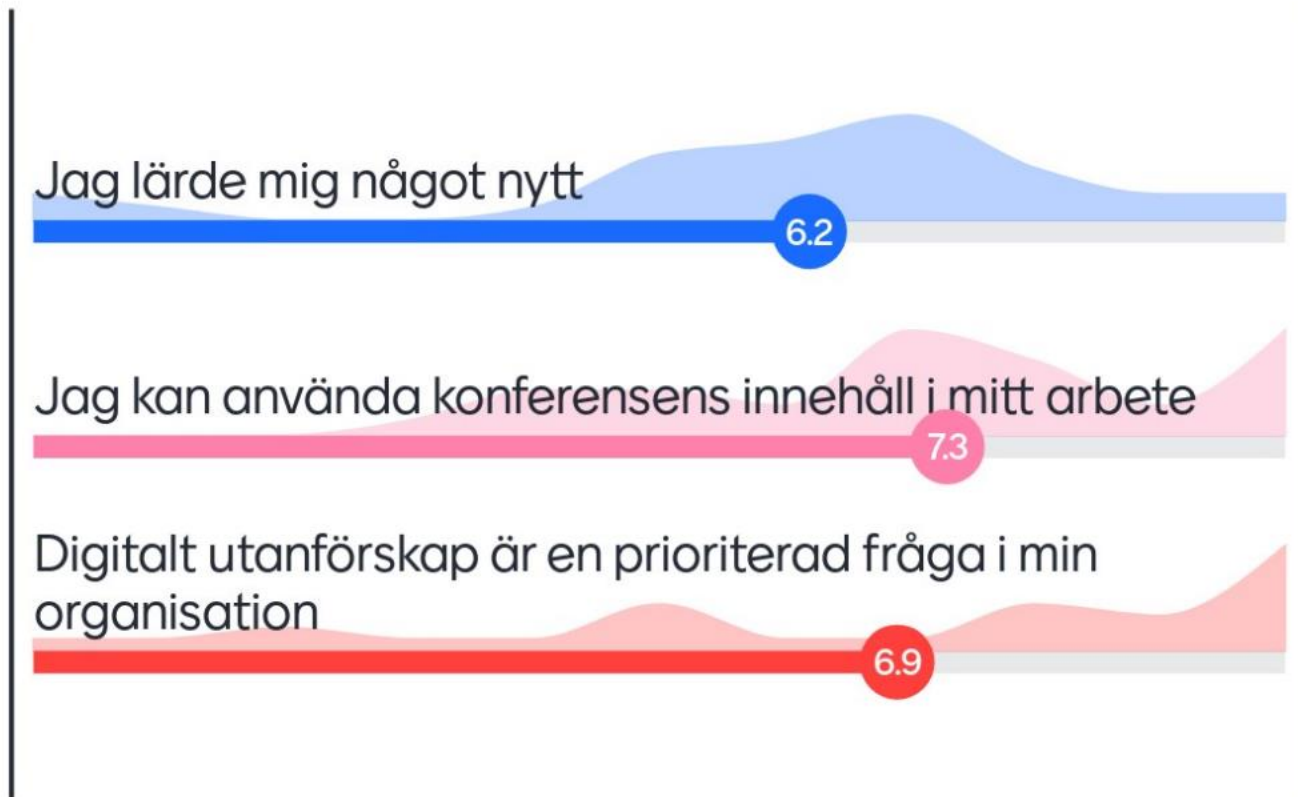 Jag lärde mig något nytt
6.2
Jag kan använda konferensens innehåll i mitt arbete
7.3
Digitalt utanförskap är en prioriterad fråga i min
organisation
6.9